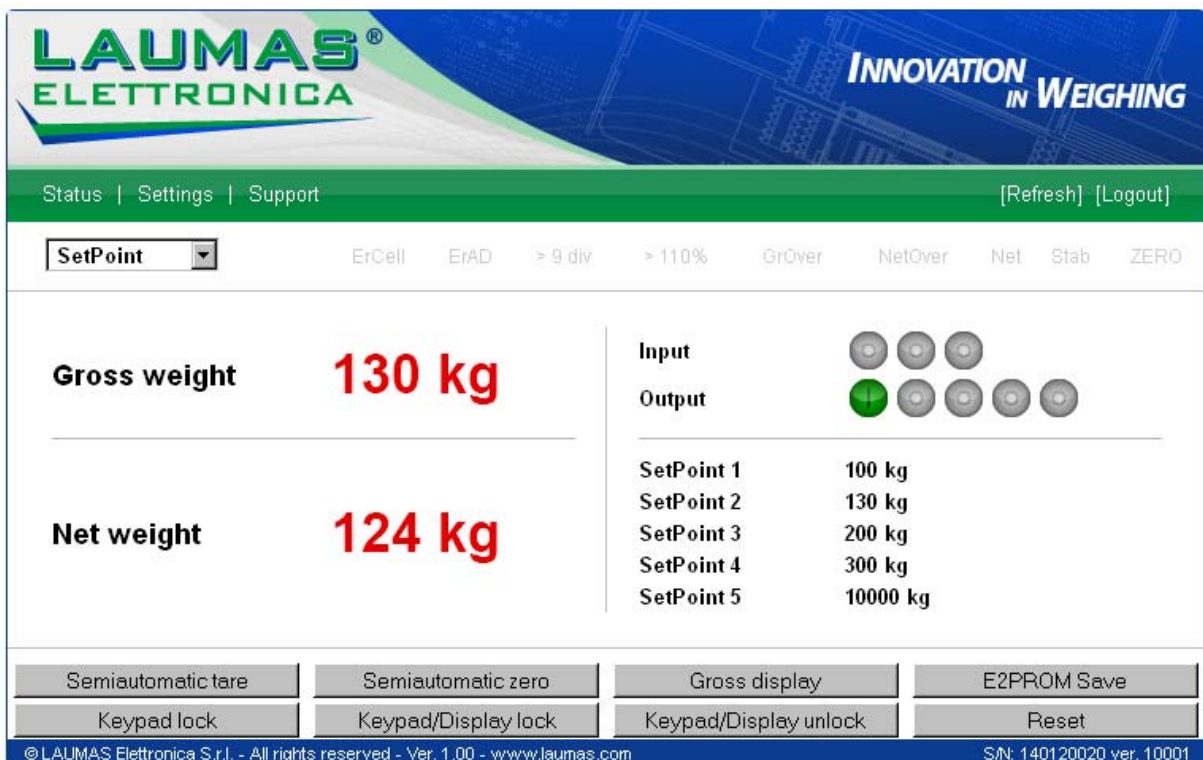 LAUMAS®
ELETTRONICA
INNOVATION
IN WEIGHING
Status | Settings | Support [Refresh] [Logout]
SetPoint ErCell ErAD > 9 div > 110% GrOver NetOver Net Stab ZERO
Gross weight 130 kg
Net weight 124 kg
Input
Output
SetPoint 1 100 kg
SetPoint 2 130 kg
SetPoint 3 200 kg
SetPoint 4 300 kg
SetPoint 5 10000 kg
Semiautomatic tare Semiautomatic zero Gross display E2PROM Save
Keypad lock Keypad/Display lock Keypad/Display unlock Reset
© LAUMAS Elettronica S.r.l. - All rights reserved - Ver. 1.00 - www.laumas.com S/N: 140120020 ver. 10001